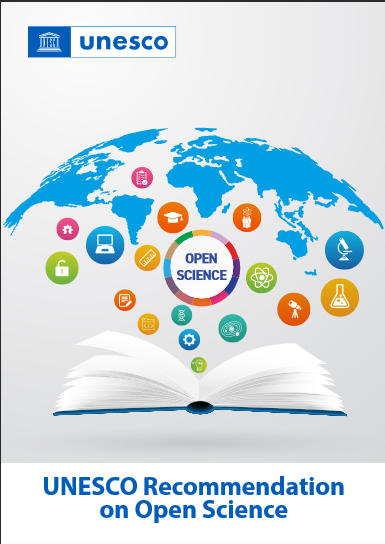 unesco
OPEN
SCIENCE
UNESCO Recommendation
on Open Science